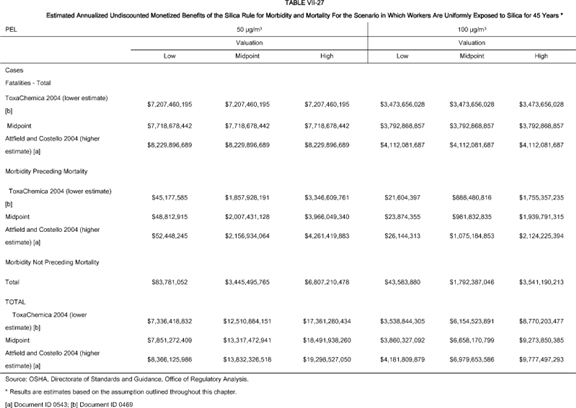 TABLE VII-27
Estimated Annualized Undiscounted Monetized Benefits of the Silica Rule for Morbidity and Mortality For the Scenario in Which Workers Are Uniformly Exposed to Silica for 45 Years *
PEL 50 µg/m³ 100 µg/m³
Valuation Valuation
Low Midpoint High Low Midpoint High
Cases
Fatalities - Total
ToxaChemica 2004 (lower estimate) [b] $7,207,460,195 $7,207,460,195 $7,207,460,195 $3,473,656,028 $3,473,656,028 $3,473,656,028
Midpoint $7,718,678,442 $7,718,678,442 $7,718,678,442 $3,792,868,857 $3,792,868,857 $3,792,868,857
Attfield and Costello 2004 (higher estimate) [a] $8,229,896,689 $8,229,896,689 $8,229,896,689 $4,112,081,687 $4,112,081,687 $4,112,081,687
Morbidity Preceding Mortality
ToxaChemica 2004 (lower estimate) [b] $45,177,585 $1,857,928,191 $3,346,609,761 $21,604,397 $888,480,816 $1,755,357,235
Midpoint $48,812,915 $2,007,431,128 $3,966,049,340 $23,874,355 $981,832,835 $1,939,791,315
Attfield and Costello 2004 (higher estimate) [a] $52,448,245 $2,156,934,064 $4,261,419,883 $26,144,313 $1,075,184,853 $2,124,225,394
Morbidity Not Preceding Mortality
Total $83,781,052 $3,445,495,765 $6,807,210,478 $43,583,880 $1,792,387,046 $3,541,190,213
TOTAL
ToxaChemica 2004 (lower estimate) [b] $7,336,418,832 $12,510,884,151 $17,361,280,434 $3,538,844,305 $6,154,523,891 $8,770,203,477
Midpoint $7,851,272,409 $13,317,472,941 $18,491,938,260 $3,860,327,092 $6,658,170,799 $9,273,850,385
Attfield and Costello 2004 (higher estimate) [a] $8,366,125,986 $13,832,326,518 $19,298,527,050 $4,181,809,879 $6,979,653,586 $9,777,497,293
Source: OSHA, Directorate of Standards and Guidance, Office of Regulatory Analysis.
* Results are estimates based on the assumption outlined throughout this chapter.
[a] Document ID 0543; [b] Document ID 0469